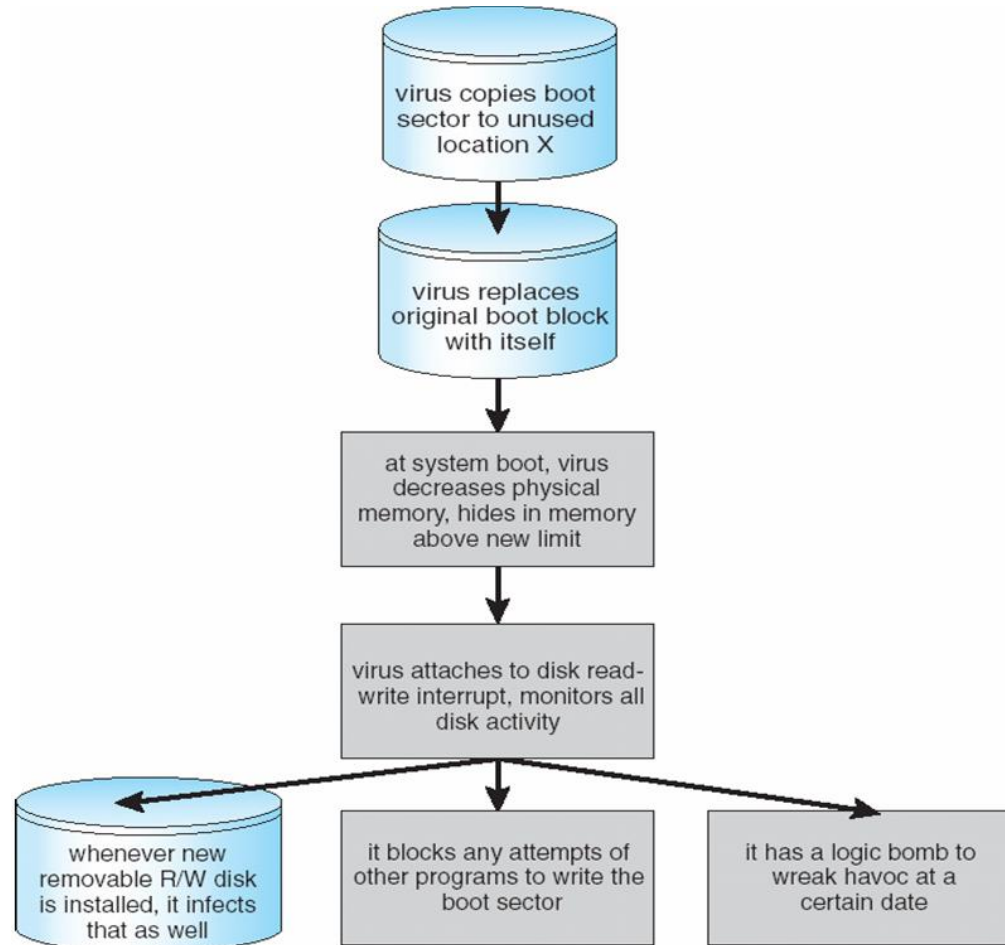 virus copies boot
sector to unused
location X
virus replaces
original boot block
with itself
at system boot, virus
decreases physical
memory, hides in memory
above new limit
virus attaches to disk read-
write interrupt, monitors all
disk activity
whenever new
removable R/W disk
is installed, it infects
that as well
it blocks any attempts of
other programs to write the
boot sector
it has a logic bomb to
wreak havoc at a
certain date